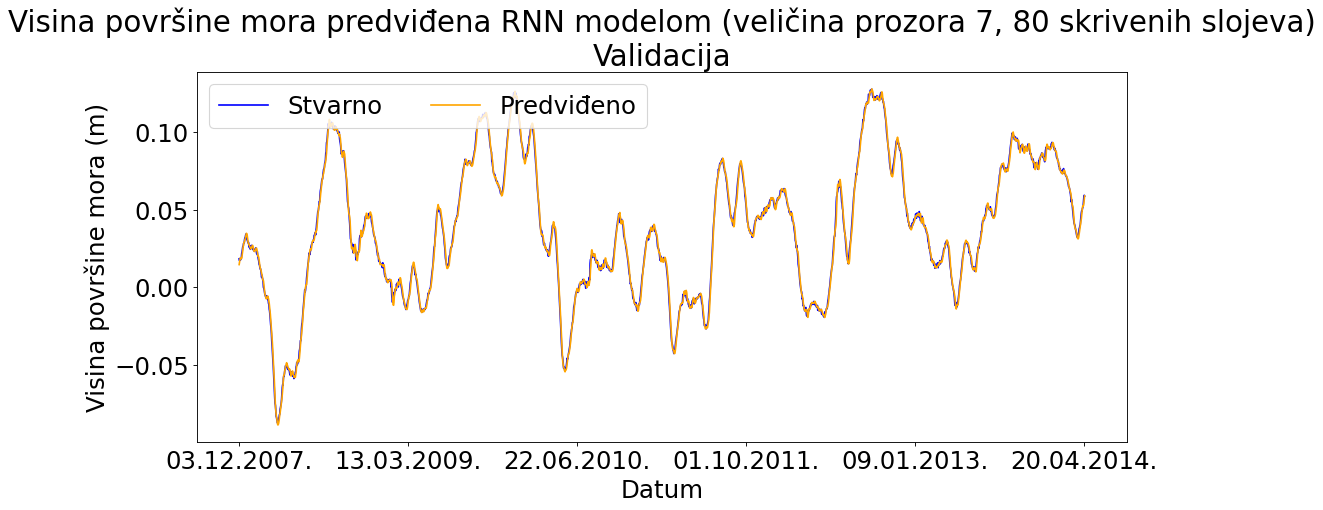 Visina površine mora predviđena RNN modelom (veličina prozora 7, 80 skrivenih slojeva)
Validacija
Stvarno Predviđeno
Visina površine mora (m)
0.10
0.05
0.00
−0.05
03.12.2007. 13.03.2009. 22.06.2010. 01.10.2011. 09.01.2013. 20.04.2014.
Datum